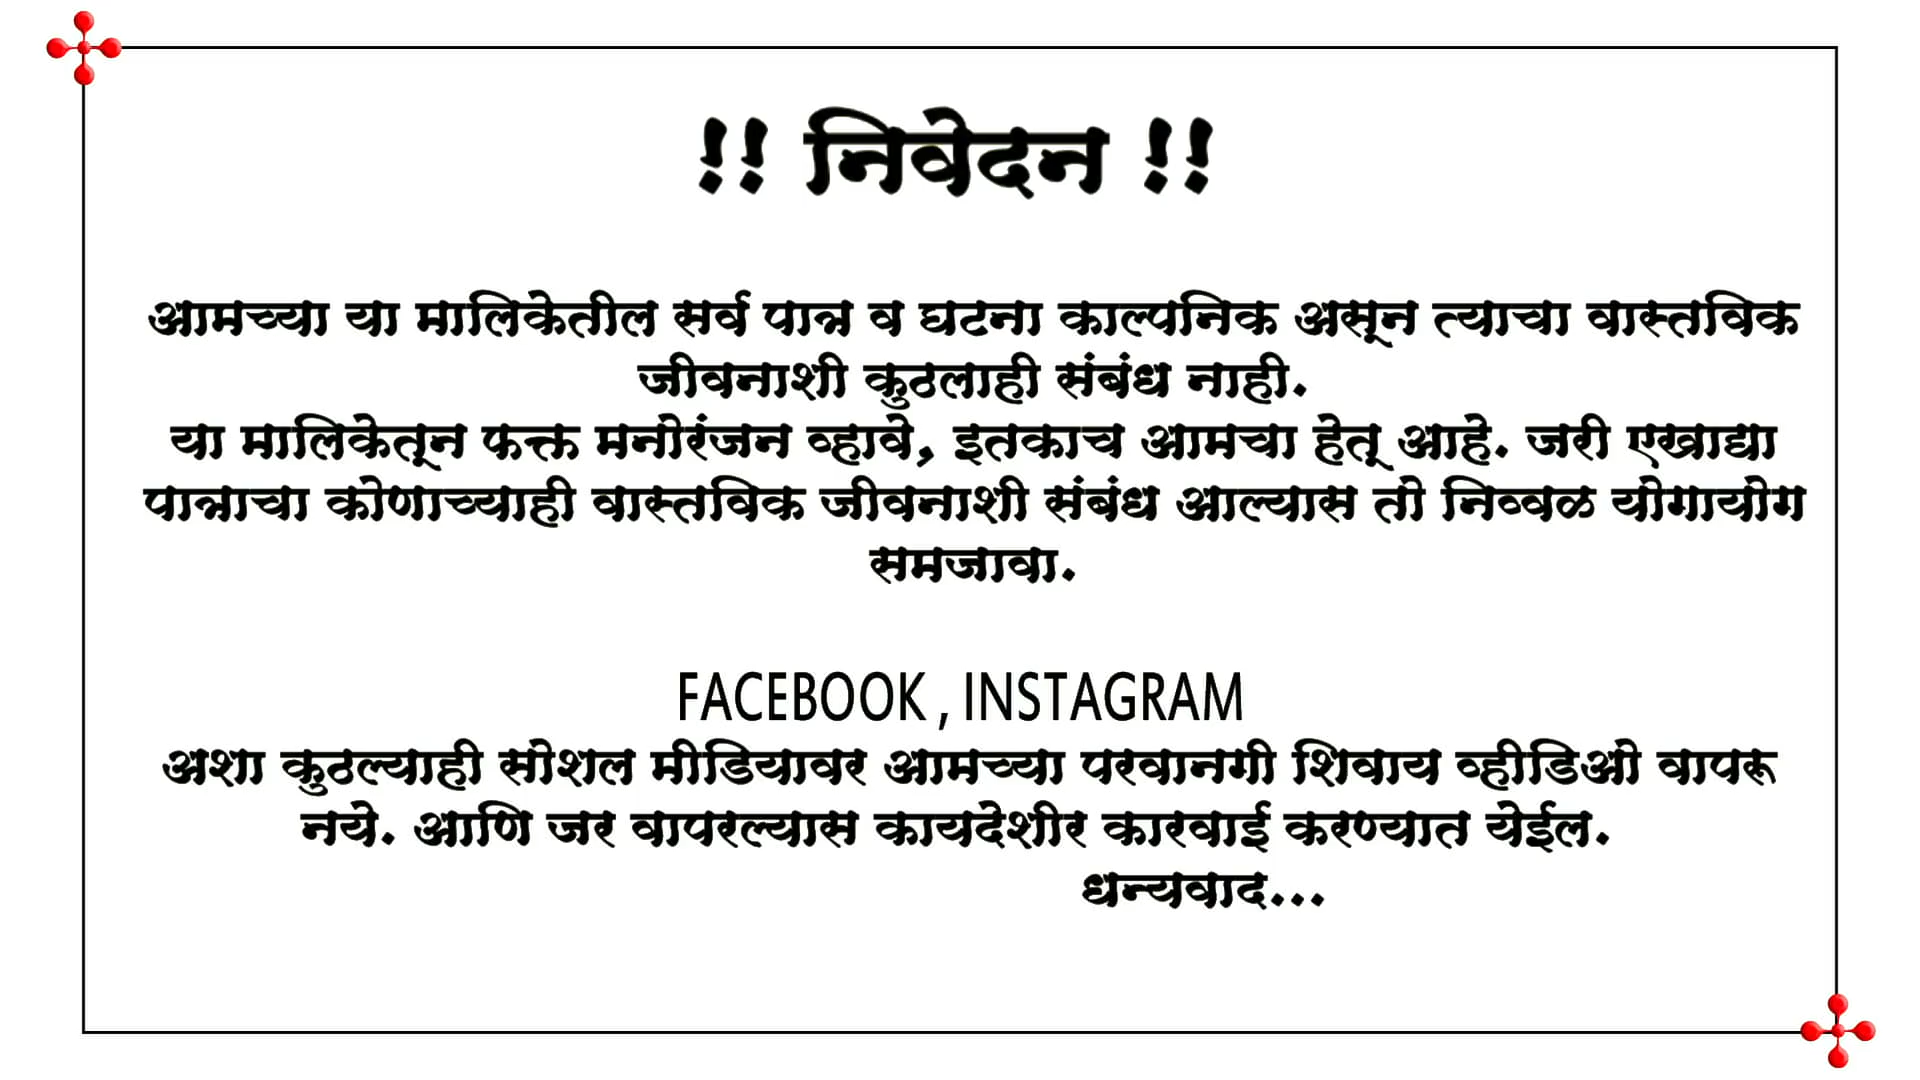 !! निवेदन !!
आमच्या या मालिकेतील सर्व पात्र व घटना काल्पनिक असून त्याचा वास्तविक
जीवनाशी कुठलाही संबंध नाही.
या मालिकेतून फक्त मनोरंजन व्हावे, इतकाच आमचा हेतू आहे. जरी एखाद्या
पात्राचा कोणाच्याही वास्तविक जीवनाशी संबंध आल्यास तो निव्वळ योगायोग
समजावा.
FACEBOOK , INSTAGRAM
अशा कुठल्याही सोशल मीडियावर आमच्या परवानगी शिवाय व्हीडिओ वापरू
नये. आणि जर वापरल्यास कायदेशीर कारवाई करण्यात येईल.
धन्यवाद...